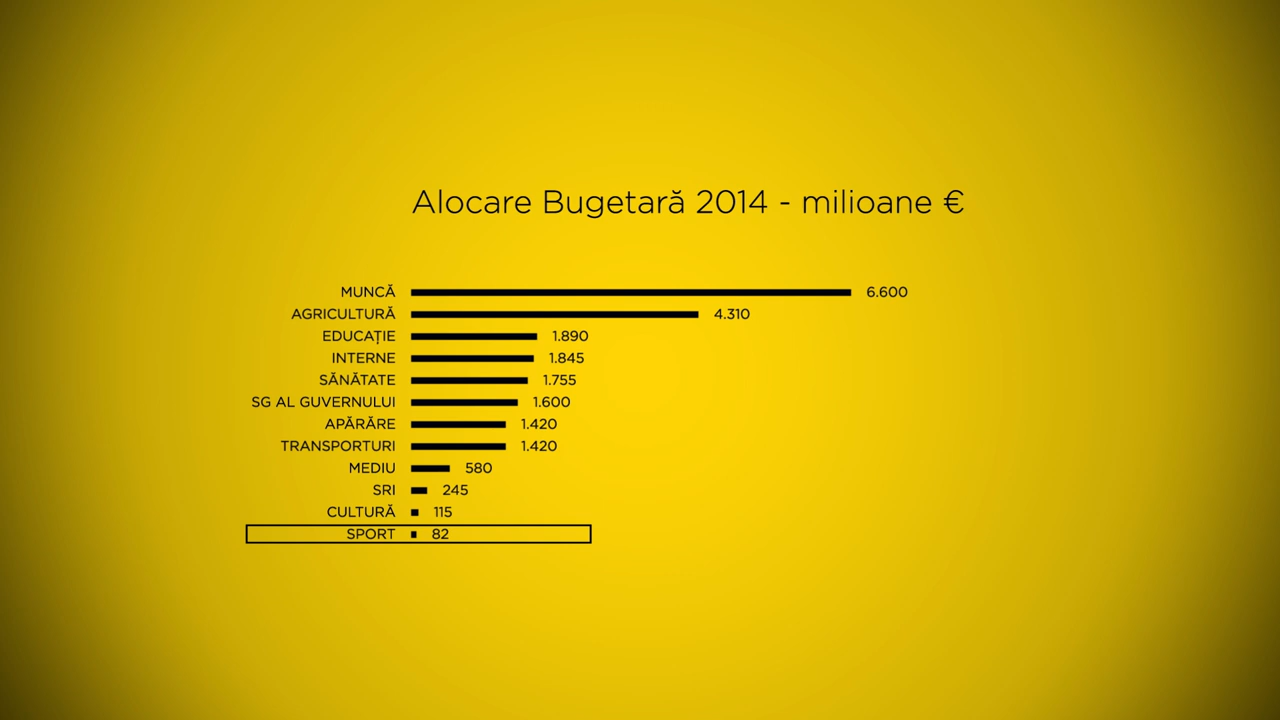 Alocare Bugetară 2014 - milioane €
MUNCĂ 6.600
AGRICULTURĂ 4.310
EDUCAȚIE 1.890
INTERNE 1.845
SĂNĂTATE 1.755
SG AL GUVERNULUI 1.600
APĂRĂRE 1.420
TRANSPORTURI 1.420
MEDIU 580
SRI 245
CULTURĂ 115
SPORT 82